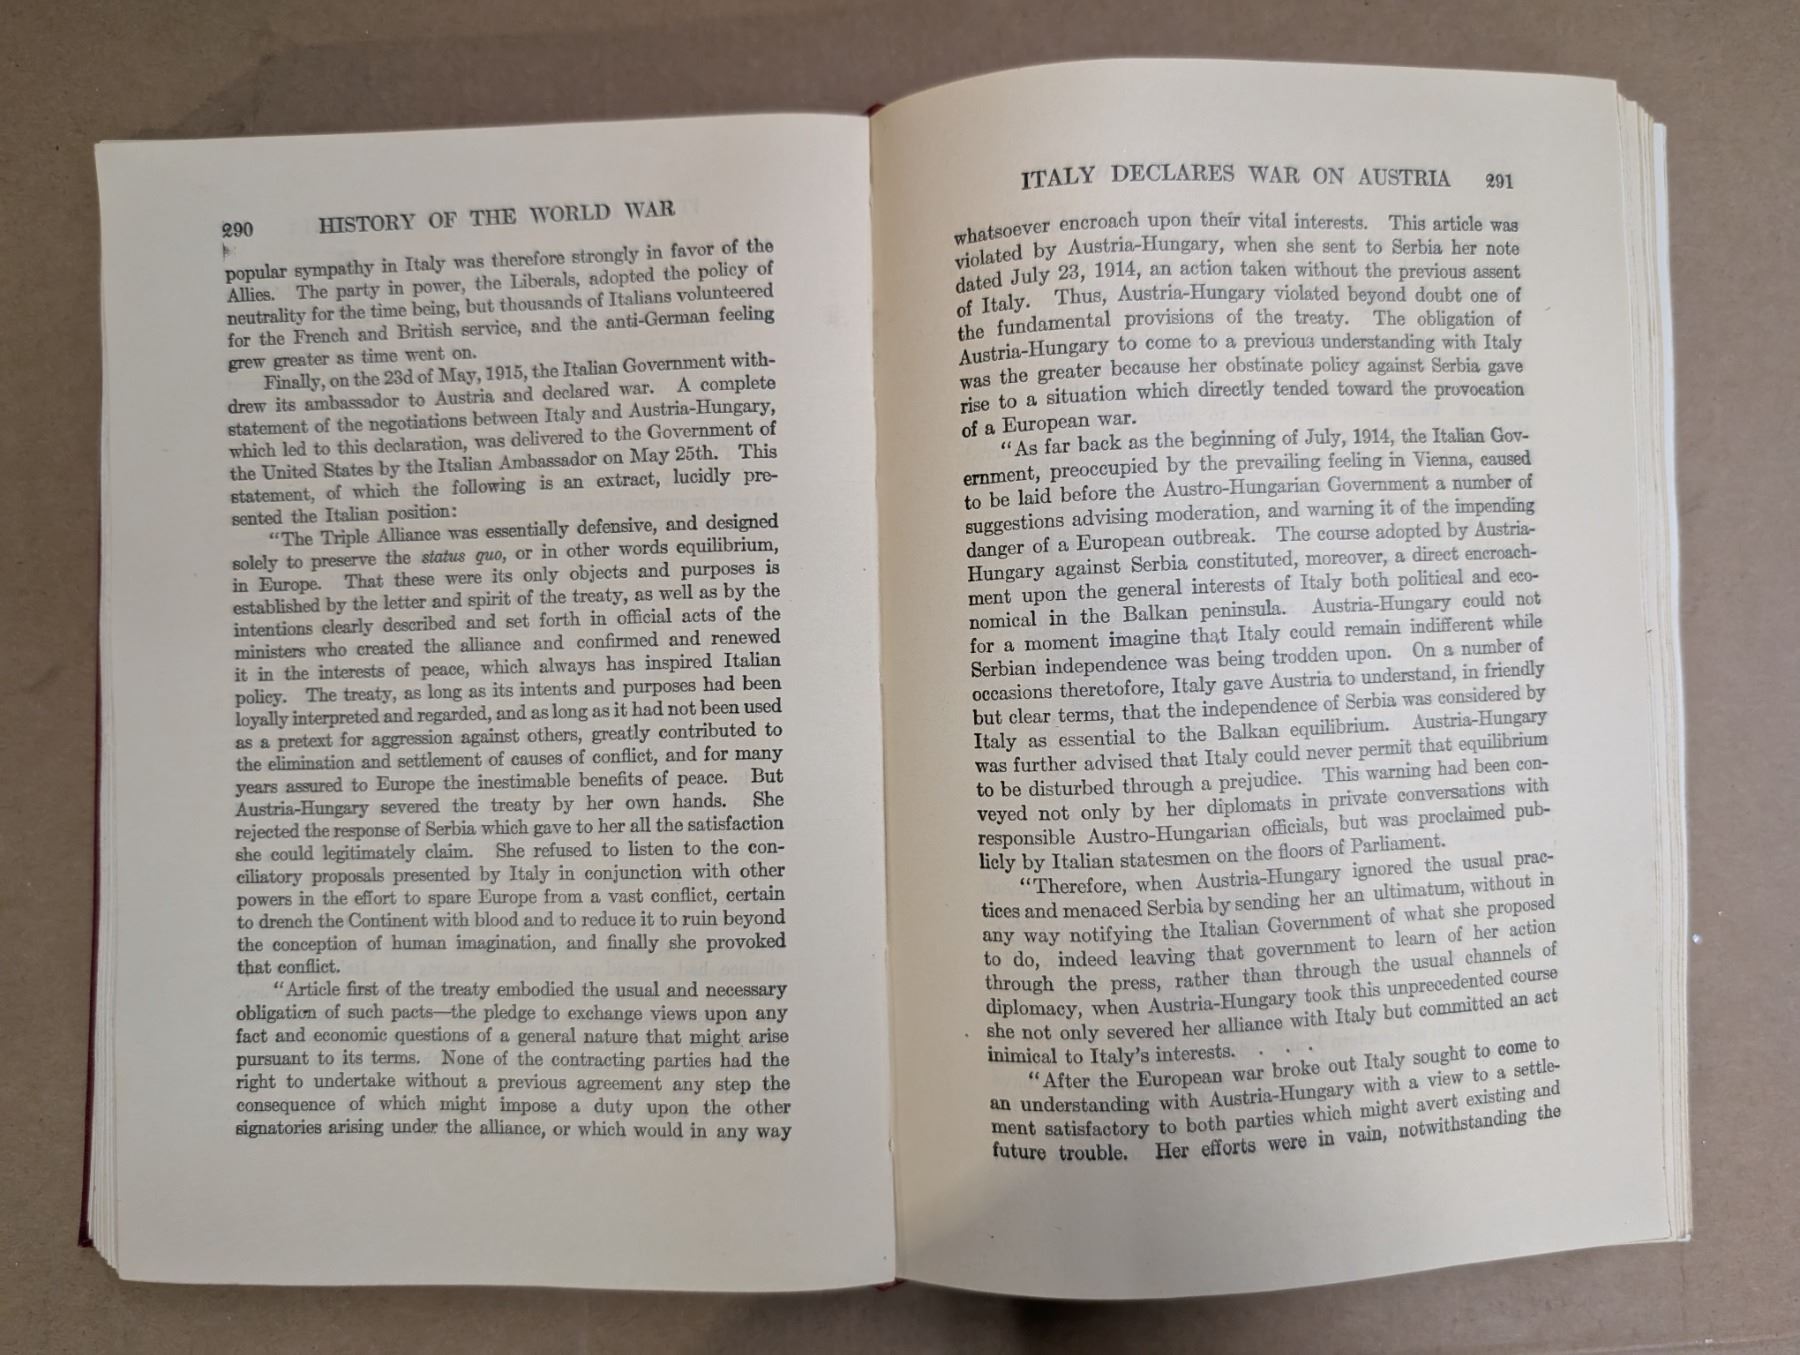 290 HISTORY OF THE WORLD WAR
popular sympathy in Italy was therefore strongly in favor of the
Allies. The party in power, the Liberals, adopted the policy of
neutrality for the time being, but thousands of Italians volunteered
for the French and British service, and the anti-German feeling
grew greater as time went on.
Finally, on the 23d of May, 1915, the Italian Government with-
drew its ambassador to Austria and declared war. A complete
statement of the negotiations between Italy and Austria-Hungary,
which led to this declaration, was delivered to the Government of
the United States by the Italian Ambassador on May 25th. This
statement, of which the following is an extract, lucidly pre-
sented the Italian position:
“The Triple Alliance was essentially defensive, and designed
solely to preserve the status quo, or in other words equilibrium,
in Europe. That these were its only objects and purposes is
established by the letter and spirit of the treaty, as well as by the
intentions clearly described and set forth in official acts of the
ministers who created the alliance and confirmed and renewed
it in the interests of peace, which always has inspired Italian
policy. The treaty, as long as its intents and purposes had been
loyally interpreted and regarded, and as long as it had not been used
as a pretext for aggression against others, greatly contributed to
the elimination and settlement of causes of conflict, and for many
years assured to Europe the inestimable benefits of peace. But
Austria-Hungary severed the treaty by her own hands. She
rejected the response of Serbia which gave to her all the satisfaction
she could legitimately claim. She refused to listen to the con-
ciliatory proposals presented by Italy in conjunction with other
powers in the effort to spare Europe from a vast conflict, certain
to drench the Continent with blood and to reduce it to ruin beyond
the conception of human imagination, and finally she provoked
that conflict.
“Article first of the treaty embodied the usual and necessary
obligation of such pacts—the pledge to exchange views upon any
fact and economic questions of a general nature that might arise
pursuant to its terms. None of the contracting parties had the
right to undertake without a previous agreement any step the
consequence of which might impose a duty upon the other
signatories arising under the alliance, or which would in any way
ITALY DECLARES WAR ON AUSTRIA 291
whatsoever encroach upon their vital interests. This article was
violated by Austria-Hungary, when she sent to Serbia her note
dated July 23, 1914, an action taken without the previous assent
of Italy. Thus, Austria-Hungary violated beyond doubt one of
the fundamental provisions of the treaty. The obligation of
Austria-Hungary to come to a previous understanding with Italy
was the greater because her obstinate policy against Serbia gave
rise to a situation which directly tended toward the provocation
of a European war.
“As far back as the beginning of July, 1914, the Italian Gov-
ernment, preoccupied by the prevailing feeling in Vienna, caused
to be laid before the Austro-Hungarian Government a number of
suggestions advising moderation, and warning it of the impending
danger of a European outbreak. The course adopted by Austria-
Hungary against Serbia constituted, moreover, a direct encroach-
ment upon the general interests of Italy both political and eco-
nomical in the Balkan peninsula. Austria-Hungary could not
for a moment imagine that Italy could remain indifferent while
Serbian independence was being trodden upon. On a number of
occasions theretofore, Italy gave Austria to understand, in friendly
but clear terms, that the independence of Serbia was considered by
Italy as essential to the Balkan equilibrium. Austria-Hungary
was further advised that Italy could never permit that equilibrium
to be disturbed through a prejudice. This warning had been con-
veyed not only by her diplomats in private conversations with
responsible Austro-Hungarian officials, but was proclaimed pub-
licly by Italian statesmen on the floors of Parliament.
“Therefore, when Austria-Hungary ignored the usual prac-
tices and menaced Serbia by sending her an ultimatum, without in
any way notifying the Italian Government of what she proposed
to do, indeed leaving that government to learn of her action
through the press, rather than through the usual channels of
diplomacy, when Austria-Hungary took this unprecedented course
she not only severed her alliance with Italy but committed an act
inimical to Italy's interests. . . .
“After the European war broke out Italy sought to come to
an understanding with Austria-Hungary with a view to a settle-
ment satisfactory to both parties which might avert existing and
future trouble. Her efforts were in vain, notwithstanding the